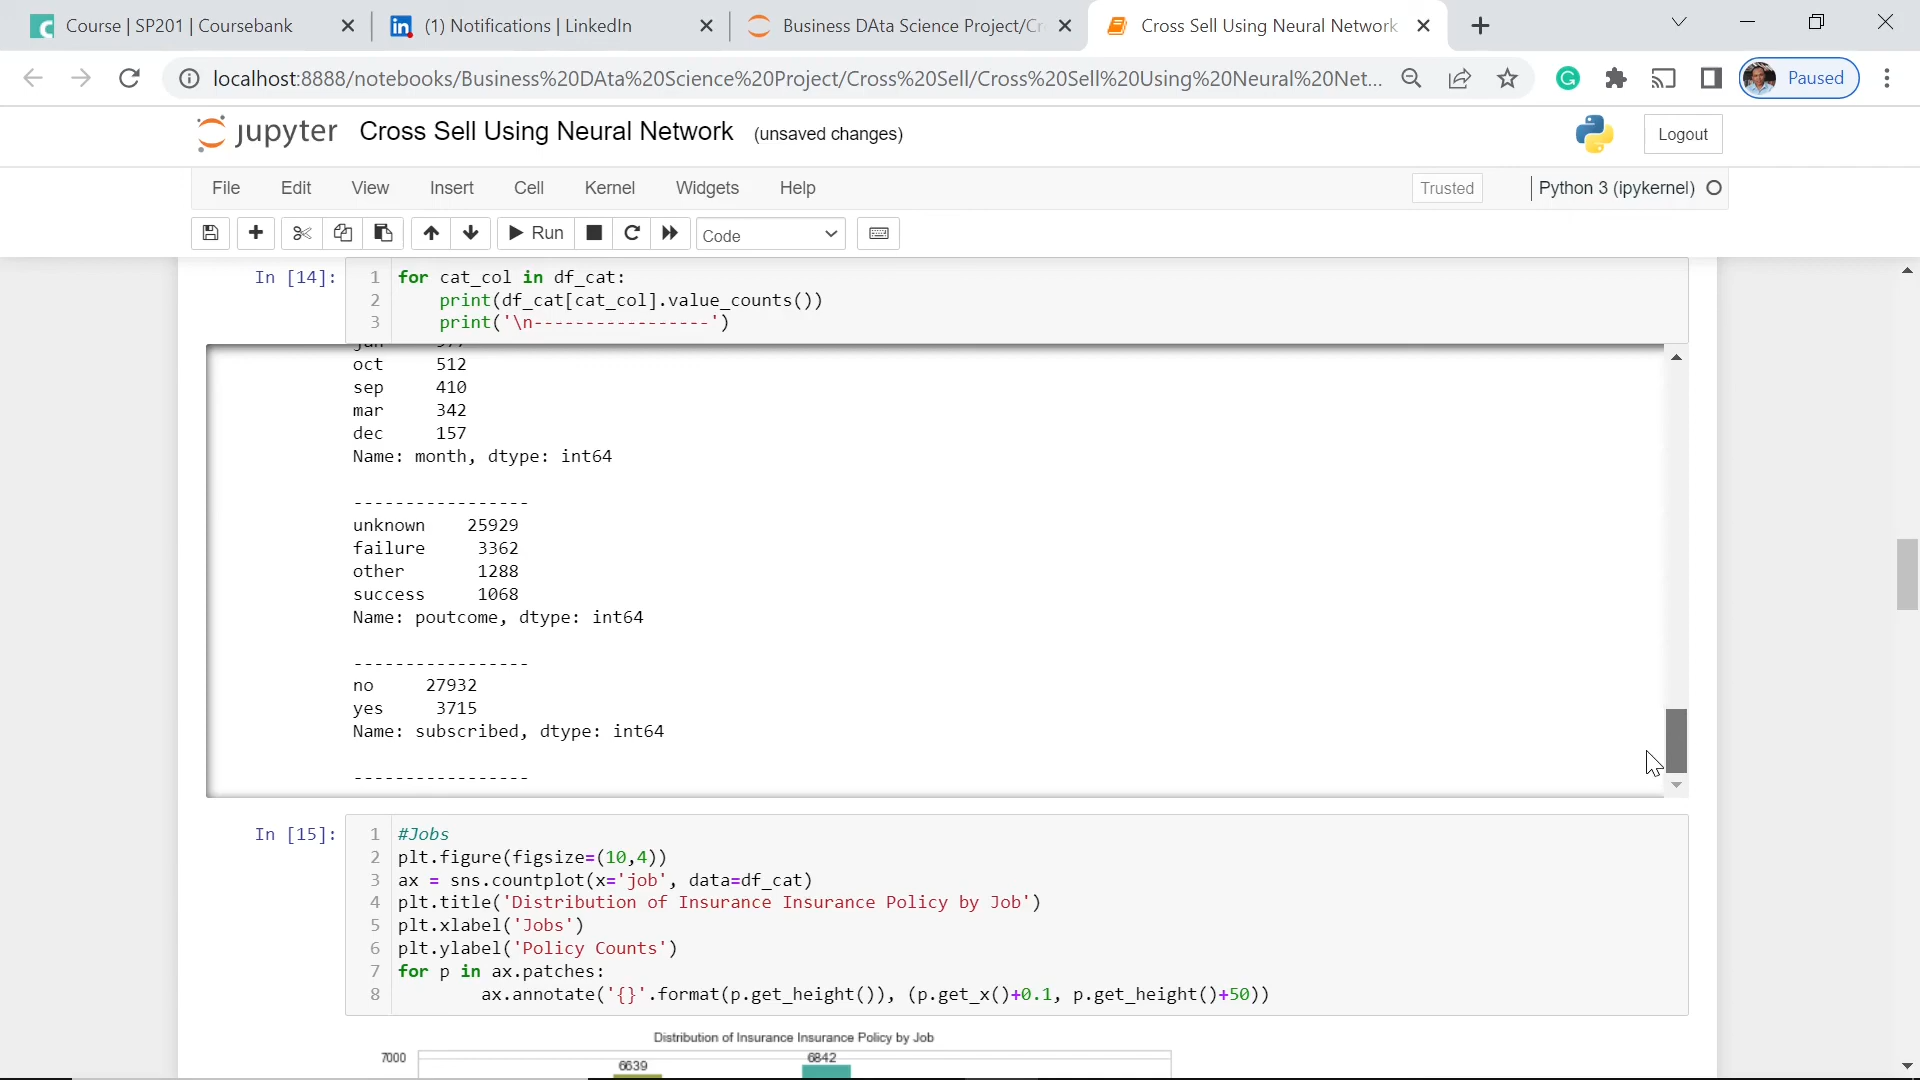 Course | SP201 | Coursebank
(1) Notifications | LinkedIn
Business DAta Science Project/Cr
Cross Sell Using Neural Network
localhost:8888/notebooks/Business%20DAta%20Science%20Project/Cross%20Sell/Cross%20Sell%20Using%20Neural%20Net...
Paused
jupyter Cross Sell Using Neural Network (unsaved changes)
Logout
File Edit View Insert Cell Kernel Widgets Help
Trusted
Python 3 (ipykernel)
Run
Code
In [14]:
1 for cat_col in df_cat:
2     print(df_cat[cat_col].value_counts())
3     print('\n-----------------')
oct 512
sep 410
mar 342
dec 157
Name: month, dtype: int64
-----------------
unknown 25929
failure 3362
other 1288
success 1068
Name: poutcome, dtype: int64
-----------------
no 27932
yes 3715
Name: subscribed, dtype: int64
-----------------
In [15]:
1 #Jobs
2 plt.figure(figsize=(10,4))
3 ax = sns.countplot(x='job', data=df_cat)
4 plt.title('Distribution of Insurance Insurance Policy by Job')
5 plt.xlabel('Jobs')
6 plt.ylabel('Policy Counts')
7 for p in ax.patches:
8         ax.annotate('{}'.format(p.get_height()), (p.get_x()+0.1, p.get_height()+50))
Distribution of Insurance Insurance Policy by Job
7000
6639
6842